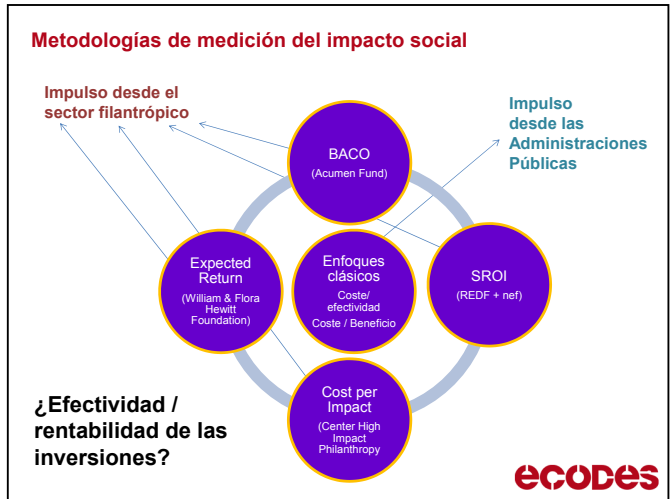 Metodologías de medición del impacto social
Impulso desde el
sector filantrópico
Impulso
desde las
Administraciones
Públicas
BACO
(Acumen Fund)
Expected
Return
(William & Flora
Hewitt
Foundation)
Enfoques
clásicos
Coste/
efectividad
Coste / Beneficio
SROI
(REDF + nef)
Cost per
Impact
(Center High
Impact
Philanthropy
¿Efectividad /
rentabilidad de las
inversiones?
ecodes